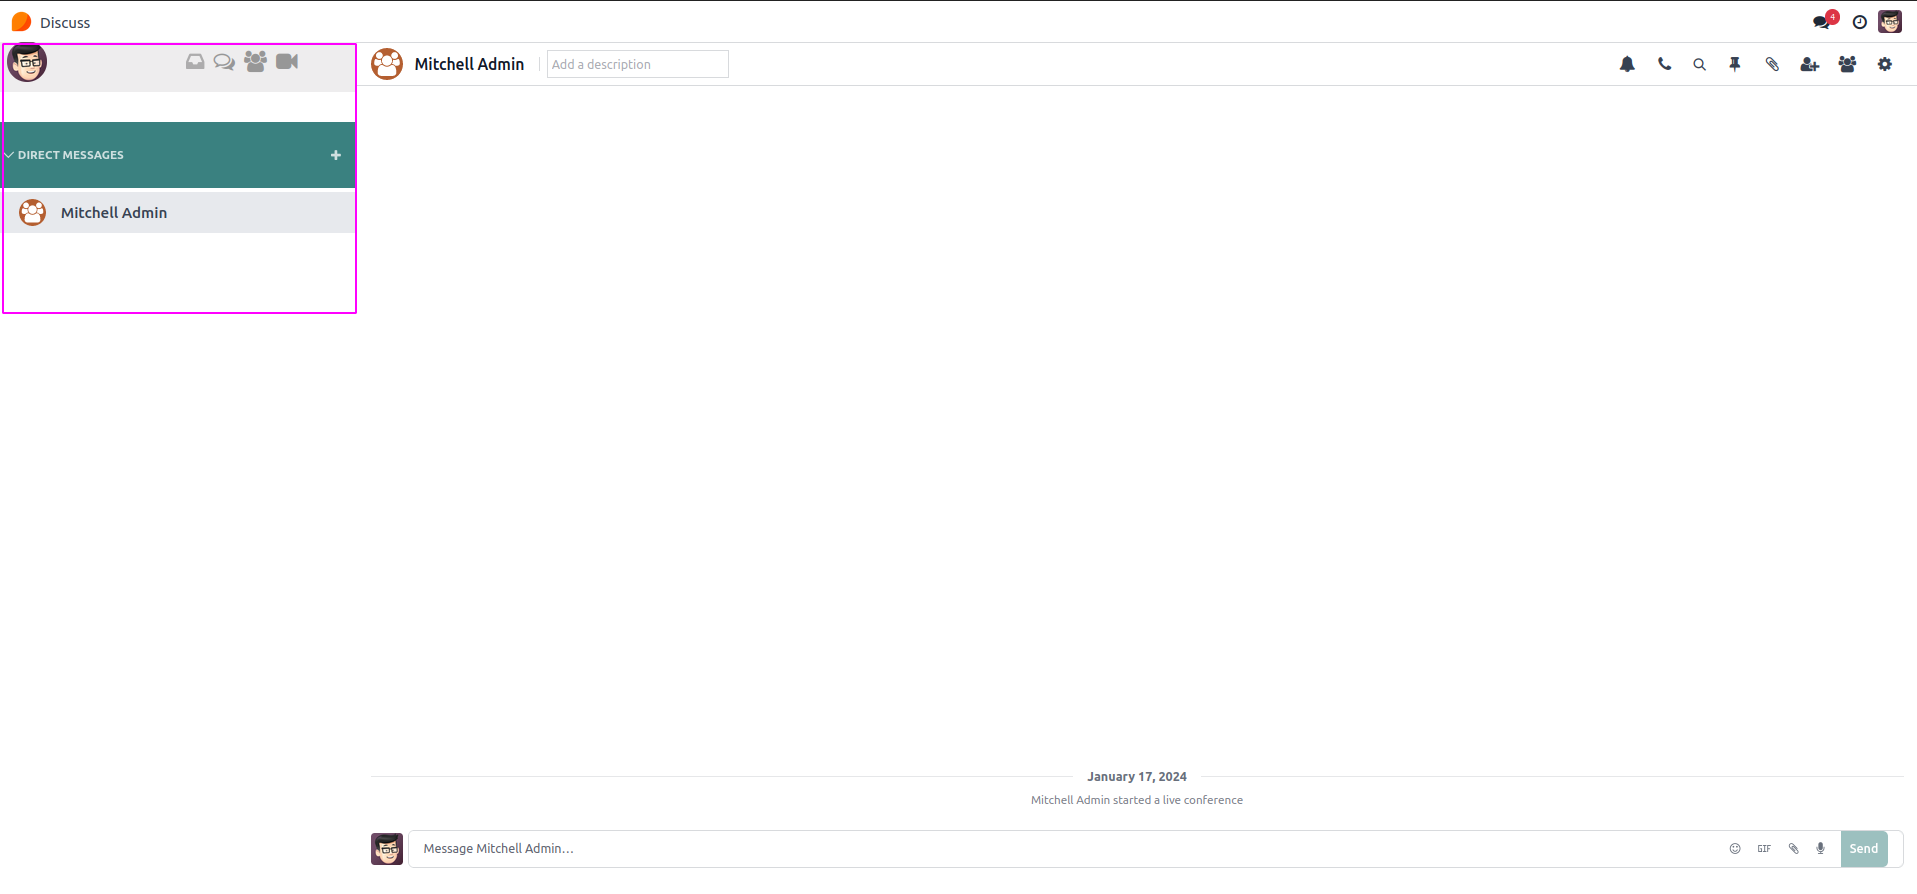 Discuss
4
Mitchell Admin
Add a description
DIRECT MESSAGES
Mitchell Admin
January 17, 2024
Mitchell Admin started a live conference
Message Mitchell Admin...
GIF
Send